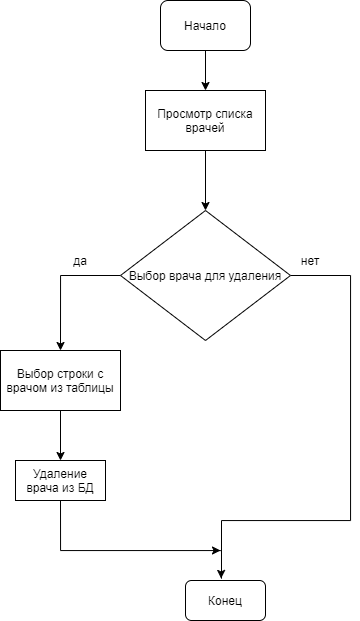 Начало
Просмотр списка
врачей
да
нет
Выбор врача для удаления
Выбор строки с
врачом из таблицы
Удаление
врача из БД
Конец